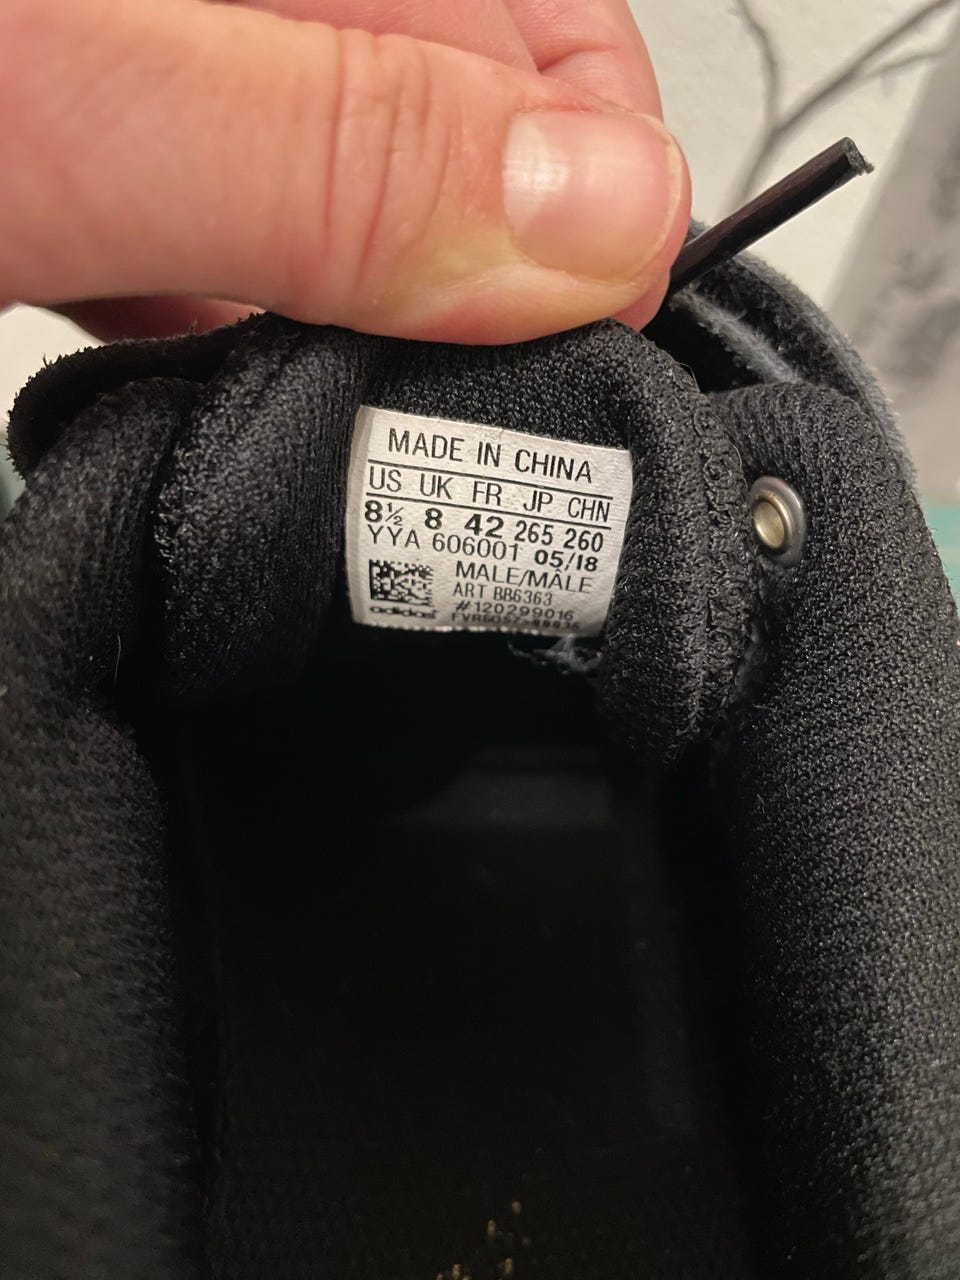 MADE IN CHINA
US UK FR JP CHN
8½ 8 42 265 260
YYA 606001 05/18
MALE/MÂLE
ART BB6363
#120299016
adidas